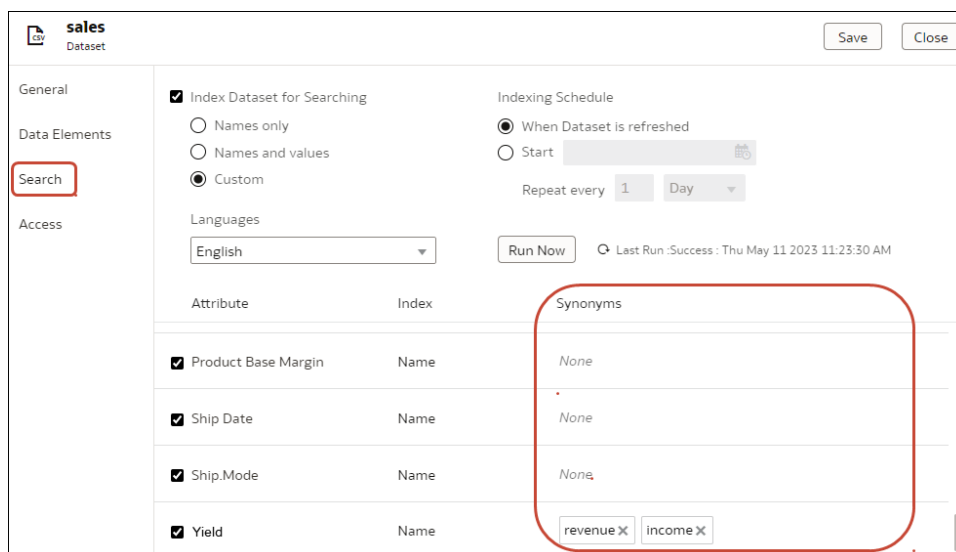 CSV
sales
Dataset
Save
Close
General
Data Elements
Search
Access
Index Dataset for Searching
Names only
Names and values
Custom
Indexing Schedule
When Dataset is refreshed
Start
Repeat every 1 Day
Languages
English
Run Now
Last Run :Success : Thu May 11 2023 11:23:30 AM
Attribute Index Synonyms
Product Base Margin Name None
Ship Date Name None
Ship.Mode Name None
Yield Name revenue income